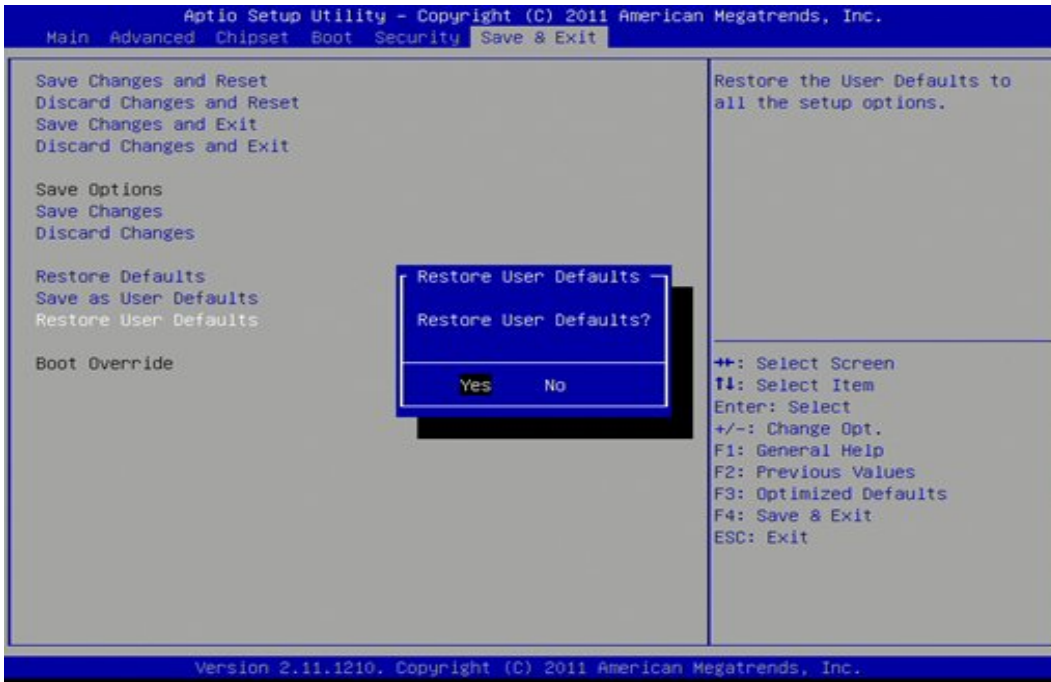 Aptio Setup Utility – Copyright (C) 2011 American Megatrends, Inc.
Main Advanced Chipset Boot Security Save & Exit
Save Changes and Reset
Discard Changes and Reset
Save Changes and Exit
Discard Changes and Exit
Save Options
Save Changes
Discard Changes
Restore Defaults
Save as User Defaults
Restore User Defaults
Boot Override
Restore User Defaults
Restore User Defaults?
Yes No
Restore the User Defaults to
all the setup options.
→←: Select Screen
↑↓: Select Item
Enter: Select
+/-: Change Opt.
F1: General Help
F2: Previous Values
F3: Optimized Defaults
F4: Save & Exit
ESC: Exit
Version 2.11.1210. Copyright (C) 2011 American Megatrends, Inc.